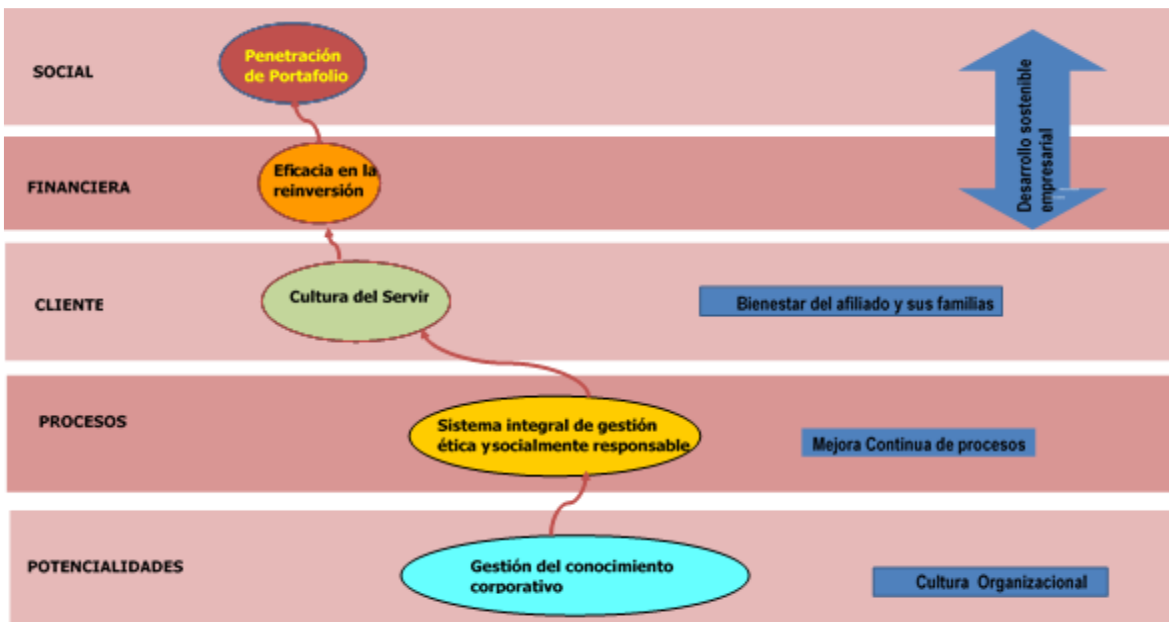 SOCIAL
Penetración
de Portafolio
Desarrollo sostenible
empresarial
FINANCIERA
Eficacia en la
reinversión
CLIENTE
Cultura del Servir
Bienestar del afiliado y sus familias
PROCESOS
Sistema integral de gestión
ética ysocialmente responsable
Mejora Continua de procesos
POTENCIALIDADES
Gestión del conocimiento
corporativo
Cultura Organizacional